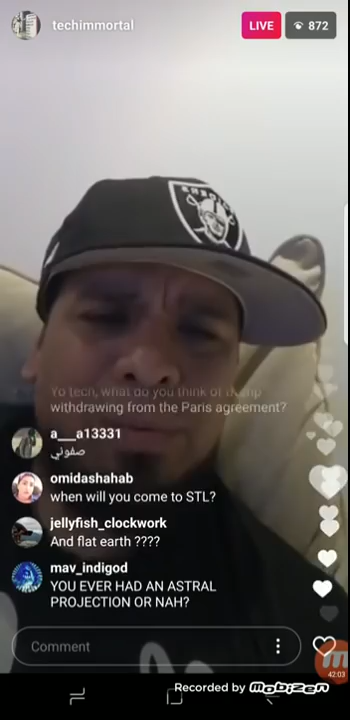 techimmortal
LIVE
872
Yo tech, what do you think of
withdrawing from the Paris agreement?
a___a13331
صفوني
omidashahab
when will you come to STL?
jellyfish_clockwork
And flat earth ????
mav_indigod
YOU EVER HAD AN ASTRAL
PROJECTION OR NAH?
Comment
42:03
Recorded by Mobizen